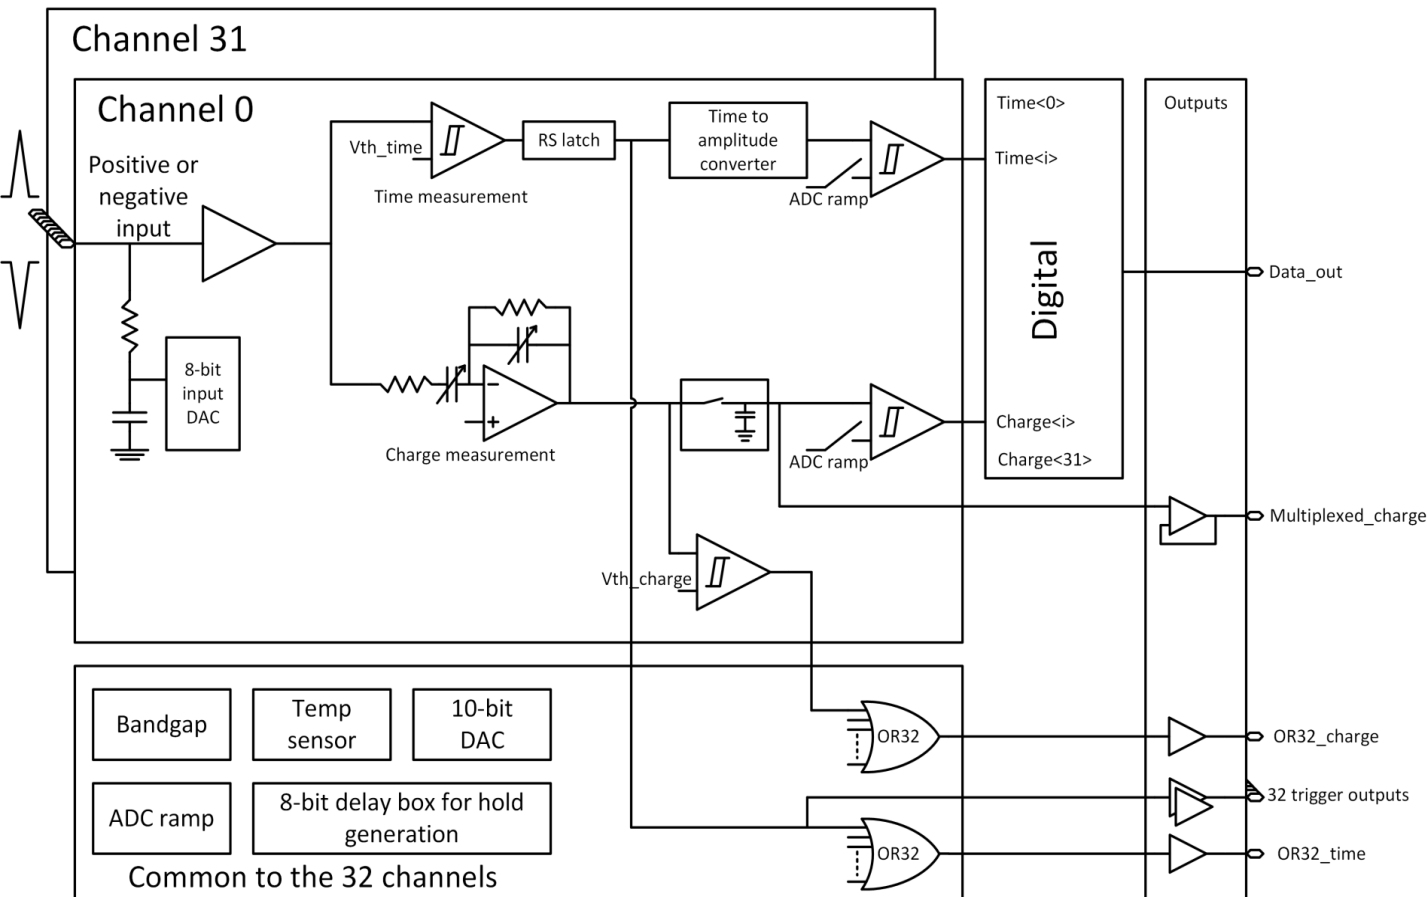 Channel 31
Channel 0
Positive or
negative
input
8-bit
input
DAC
Vth_time
Time measurement
RS latch
Time to
amplitude
converter
ADC ramp
Charge measurement
ADC ramp
Vth_charge
Time<0>
Time<i>
Digital
Charge<i>
Charge<31>
Outputs
Data_out
Multiplexed_charge
Bandgap
Temp
sensor
10-bit
DAC
ADC ramp
8-bit delay box for hold
generation
Common to the 32 channels
OR32
OR32
OR32_charge
32 trigger outputs
OR32_time